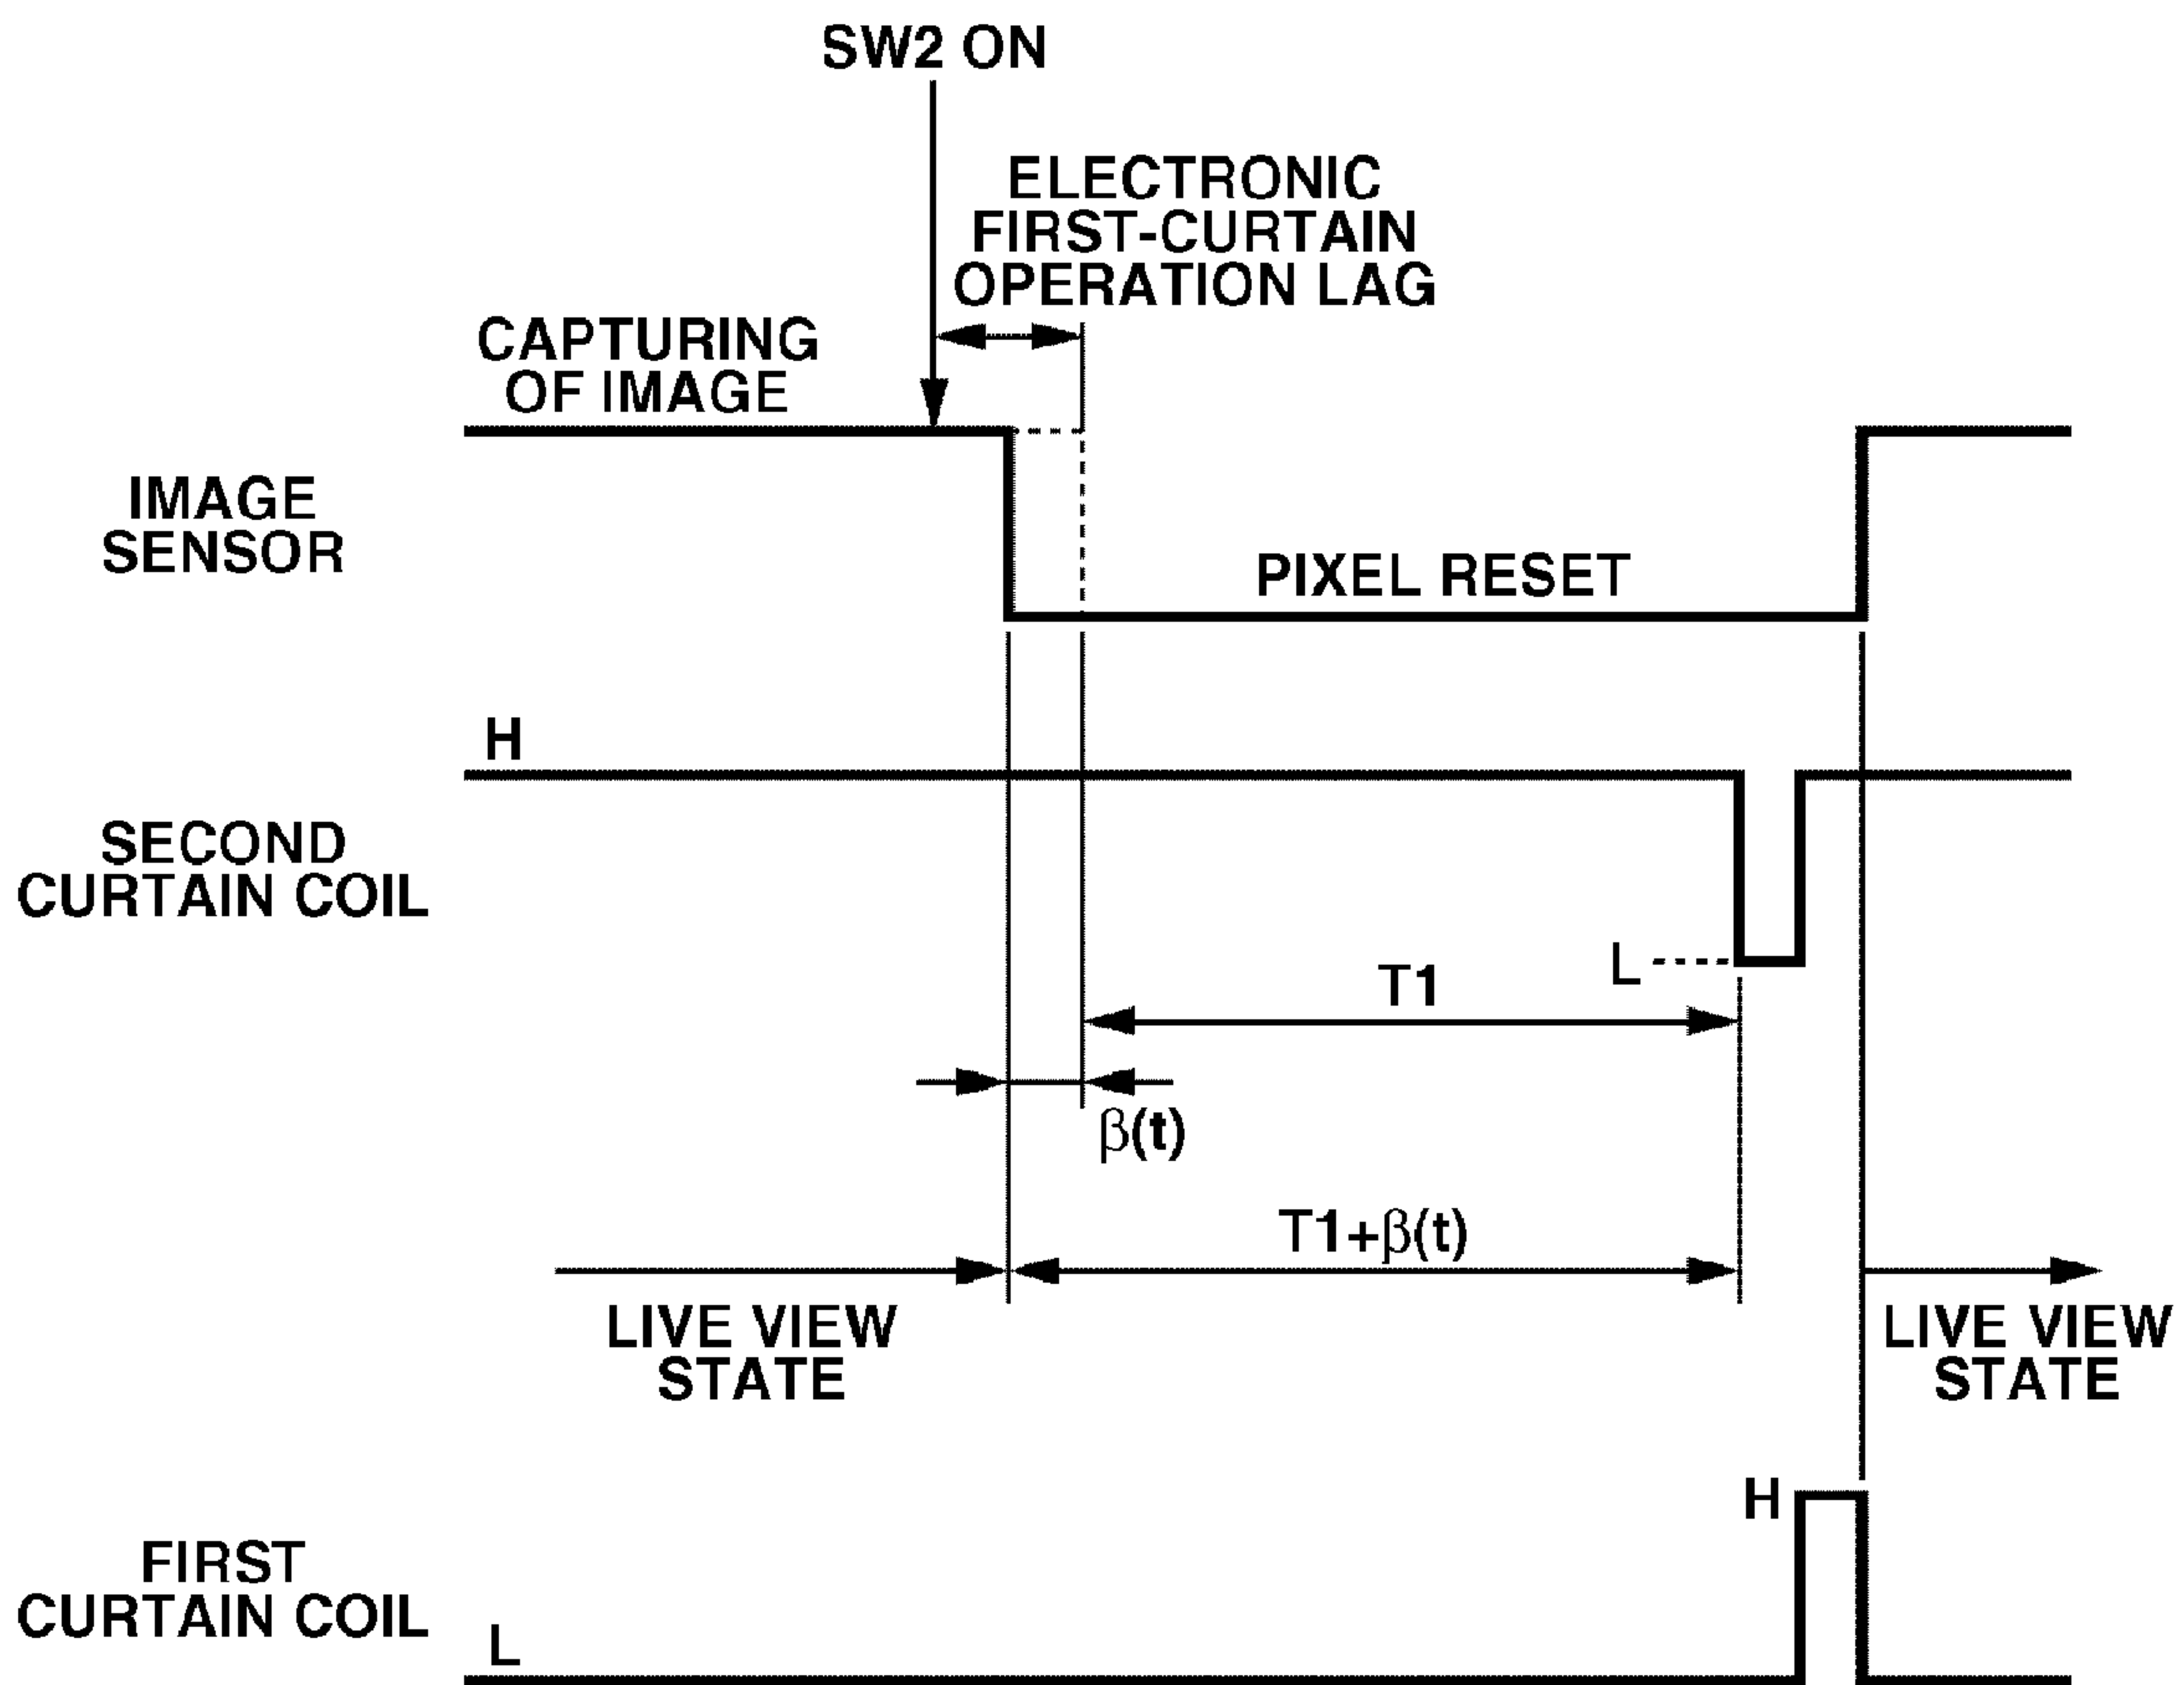 SW2 ON
ELECTRONIC
FIRST-CURTAIN
OPERATION LAG
CAPTURING
OF IMAGE
IMAGE
SENSOR
PIXEL RESET
H
SECOND
CURTAIN COIL
L
T1
β(t)
T1+β(t)
LIVE VIEW
STATE
LIVE VIEW
STATE
H
FIRST
CURTAIN COIL
L